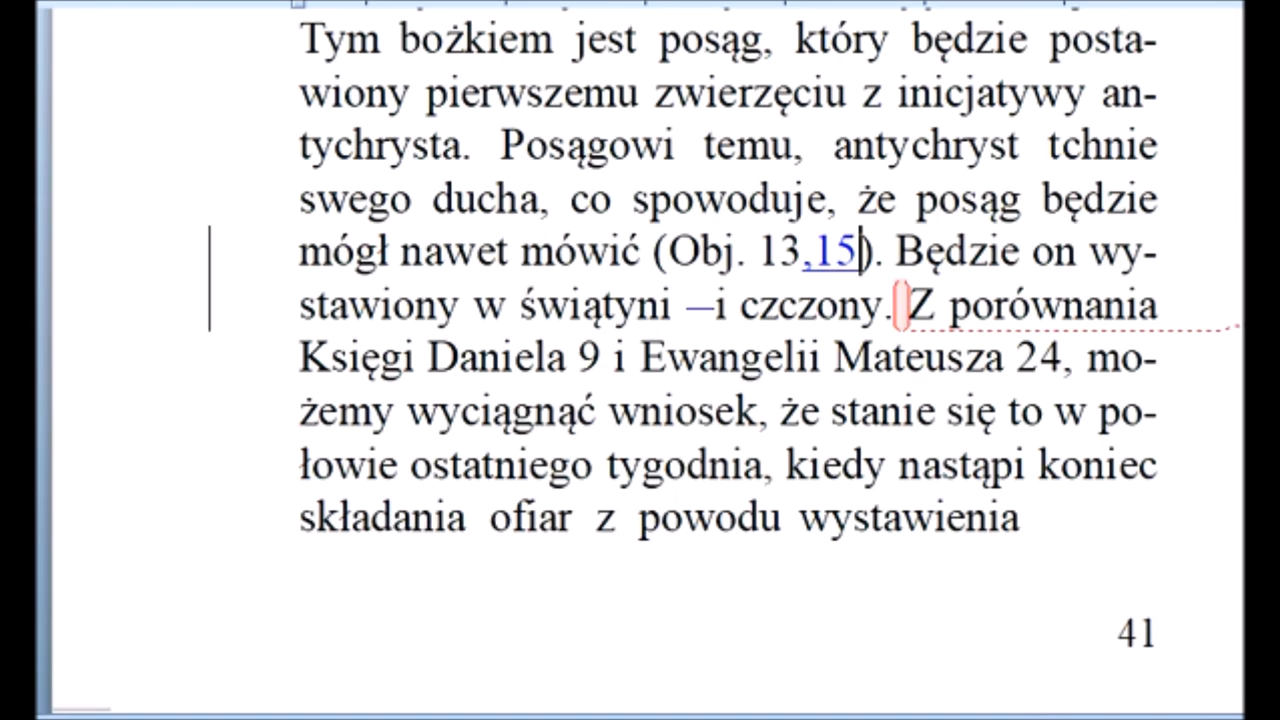 Tym bożkiem jest posąg, który będzie posta-
wiony pierwszemu zwierzęciu z inicjatywy an-
tychrysta. Posągowi temu, antychryst tchnie
swego ducha, co spowoduje, że posąg będzie
mógł nawet mówić (Obj. 13,15). Będzie on wy-
stawiony w świątyni –i czczony. Z porównania
Księgi Daniela 9 i Ewangelii Mateusza 24, mo-
żemy wyciągnąć wniosek, że stanie się to w po-
łowie ostatniego tygodnia, kiedy nastąpi koniec
składania ofiar z powodu wystawienia
41